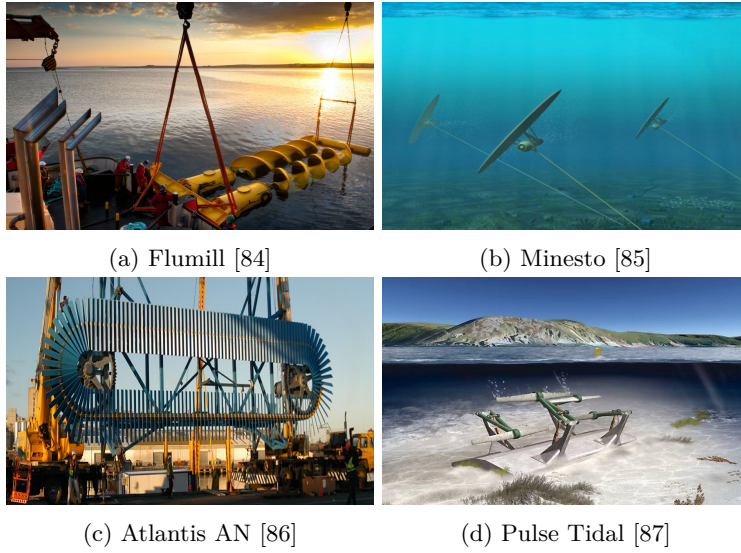 (a) Flumill [84]
(b) Minesto [85]
(c) Atlantis AN [86]
(d) Pulse Tidal [87]